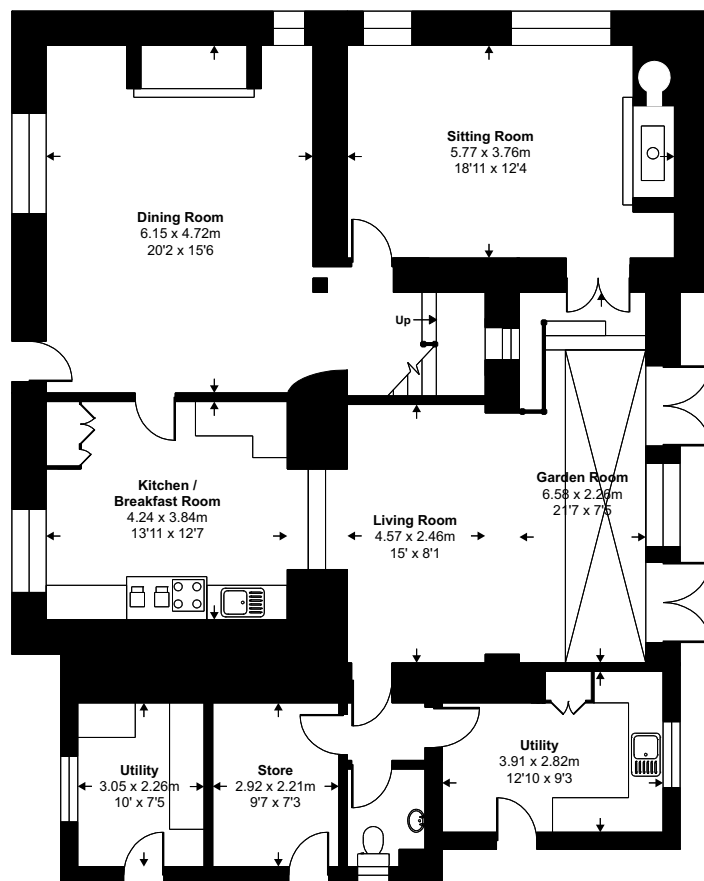 Sitting Room
5.77 x 3.76m
18'11 x 12'4
Dining Room
6.15 x 4.72m
20'2 x 15'6
Up
Kitchen /
Breakfast Room
4.24 x 3.84m
13'11 x 12'7
Living Room
4.57 x 2.46m
15' x 8'1
Garden Room
6.58 x 2.26m
21'7 x 7'5
Utility
3.05 x 2.26m
10' x 7'5
Store
2.92 x 2.21m
9'7 x 7'3
Utility
3.91 x 2.82m
12'10 x 9'3